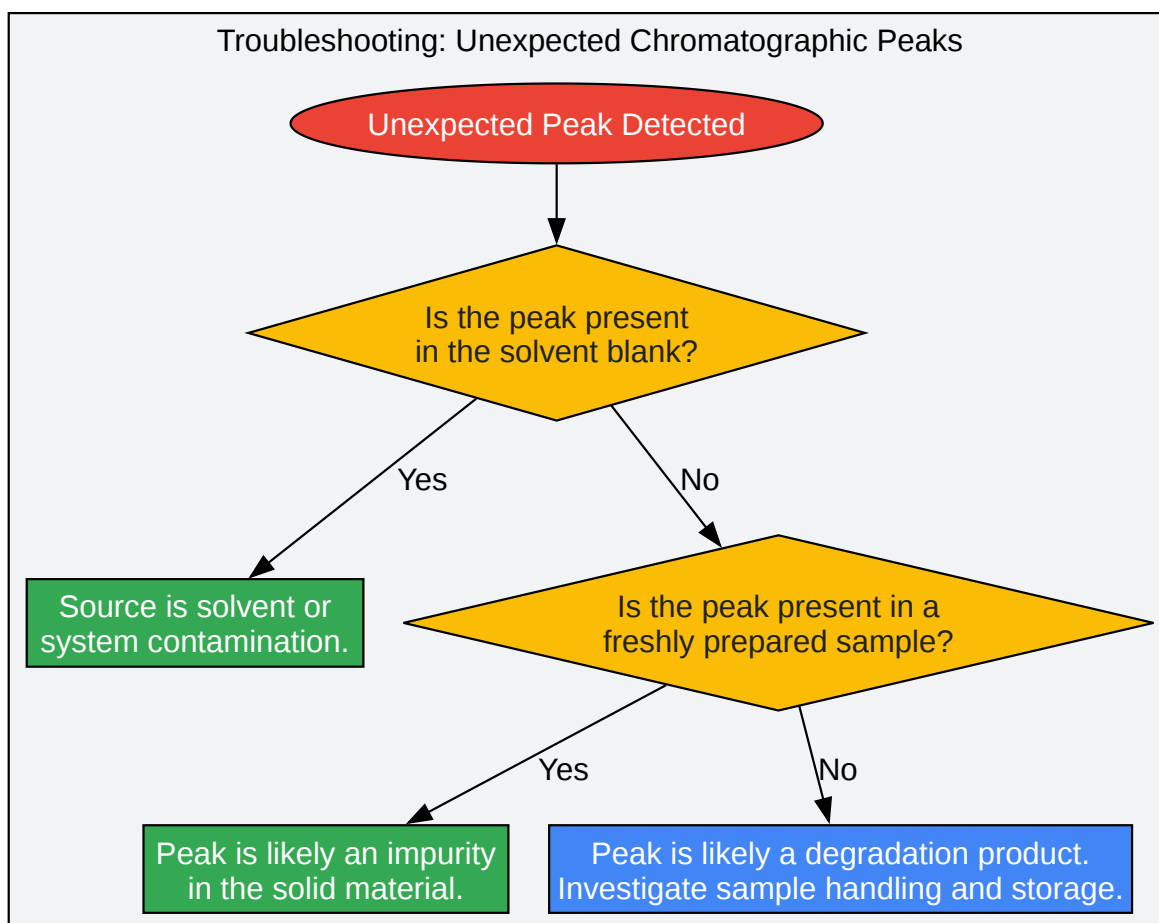 Troubleshooting: Unexpected Chromatographic Peaks
Unexpected Peak Detected
Is the peak present
in the solvent blank?
Yes
No
Source is solvent or
system contamination.
Is the peak present in a
freshly prepared sample?
Yes
No
Peak is likely an impurity
in the solid material.
Peak is likely a degradation product.
Investigate sample handling and storage.